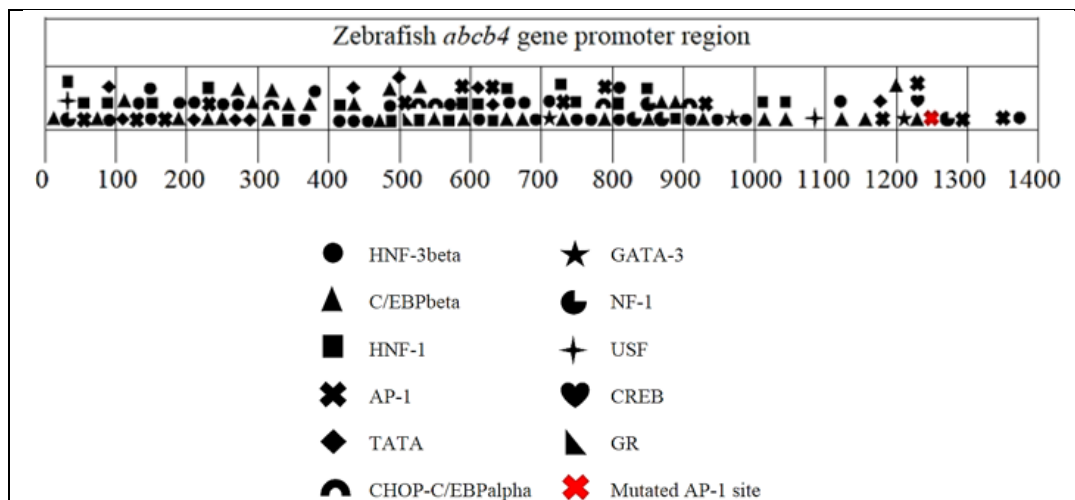 Zebrafish abcb4 gene promoter region
0 100 200 300 400 500 600 700 800 900 1000 1100 1200 1300 1400
HNF-3beta GATA-3
C/EBPbeta NF-1
HNF-1 USF
AP-1 CREB
TATA GR
CHOP-C/EBPalpha Mutated AP-1 site